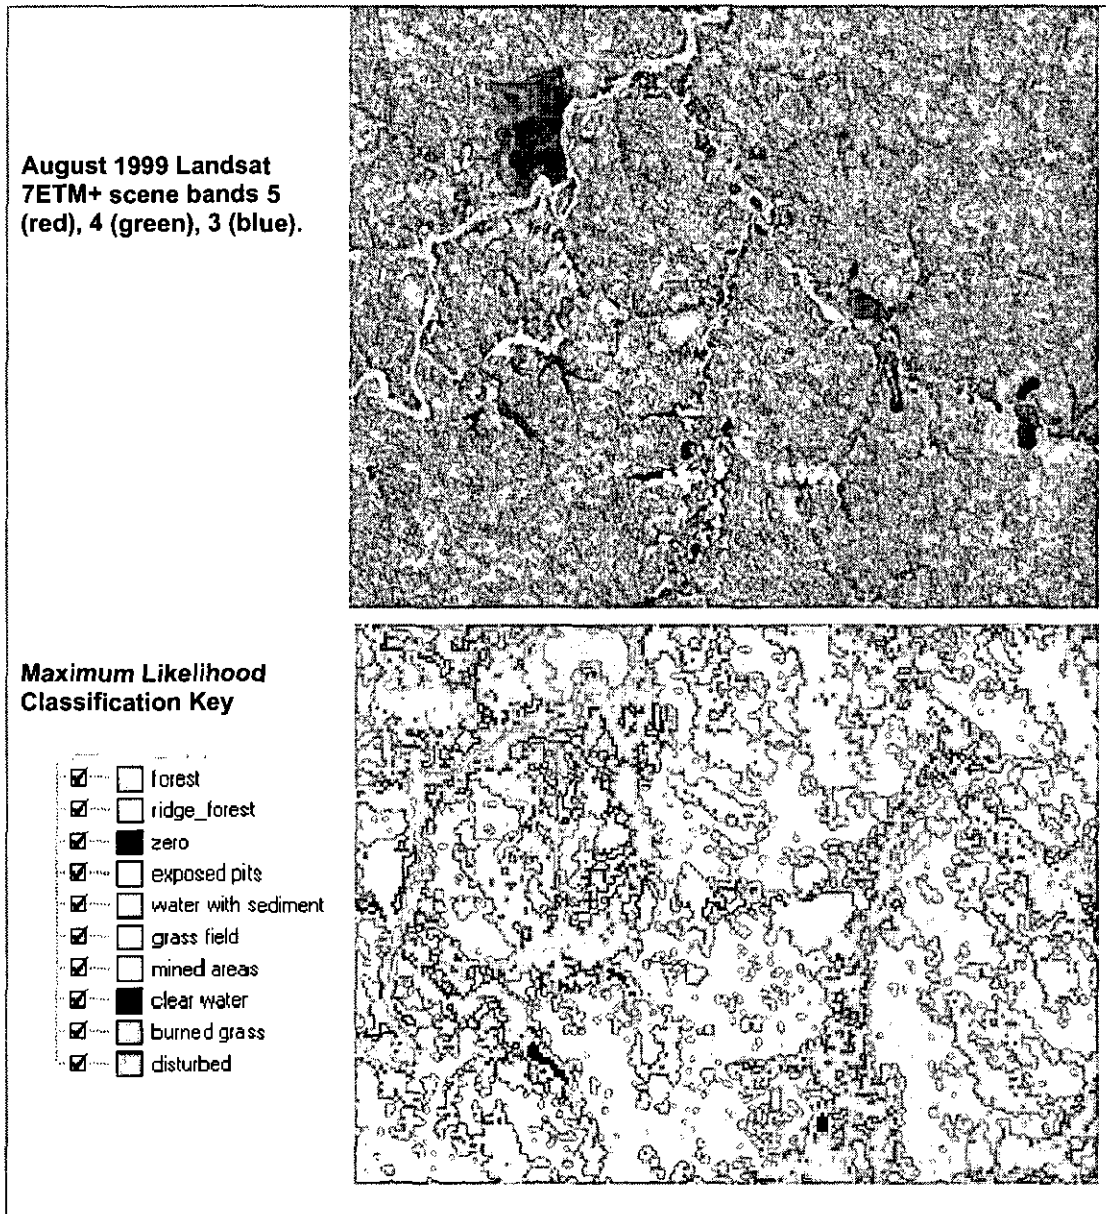 August 1999 Landsat
7ETM+ scene bands 5
(red), 4 (green), 3 (blue).
Maximum Likelihood
Classification Key
forest
ridge_forest
zero
exposed pits
water with sediment
grass field
mined areas
clear water
burned grass
disturbed